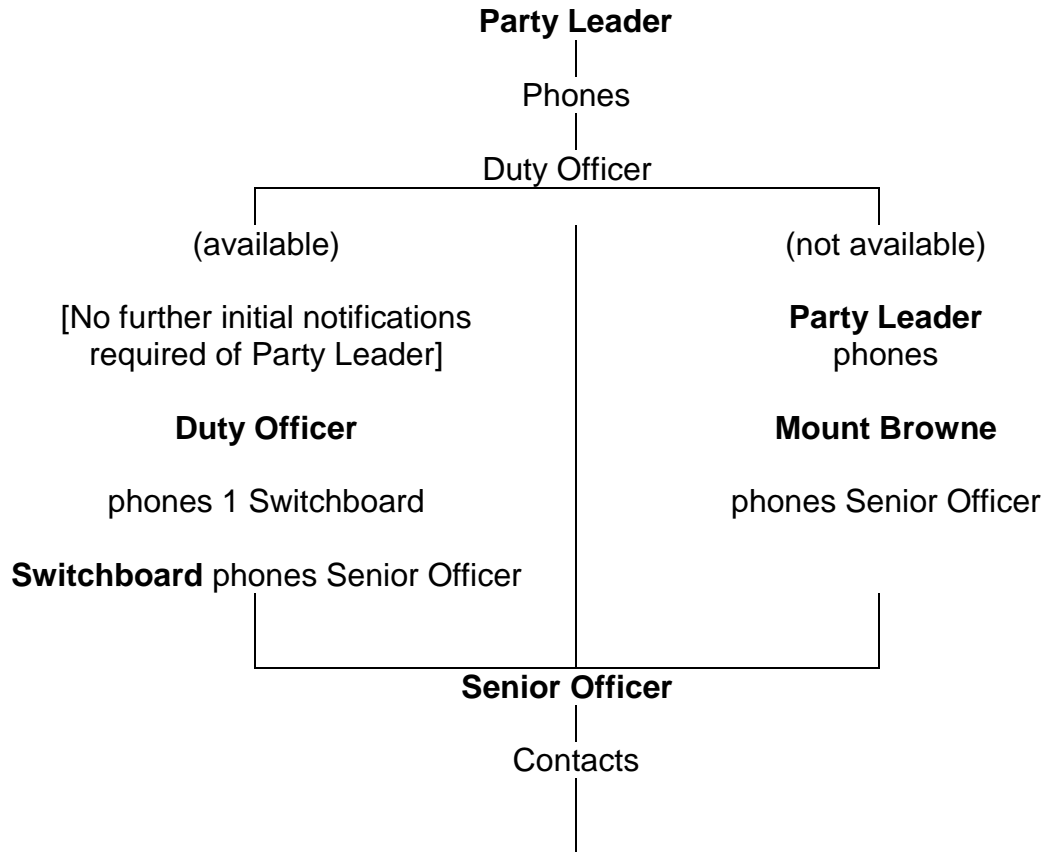 Party Leader
Phones
Duty Officer
(available)
[No further initial notifications
required of Party Leader]
Duty Officer
phones 1 Switchboard
Switchboard phones Senior Officer
(not available)
Party Leader
phones
Mount Browne
phones Senior Officer
Senior Officer
Contacts